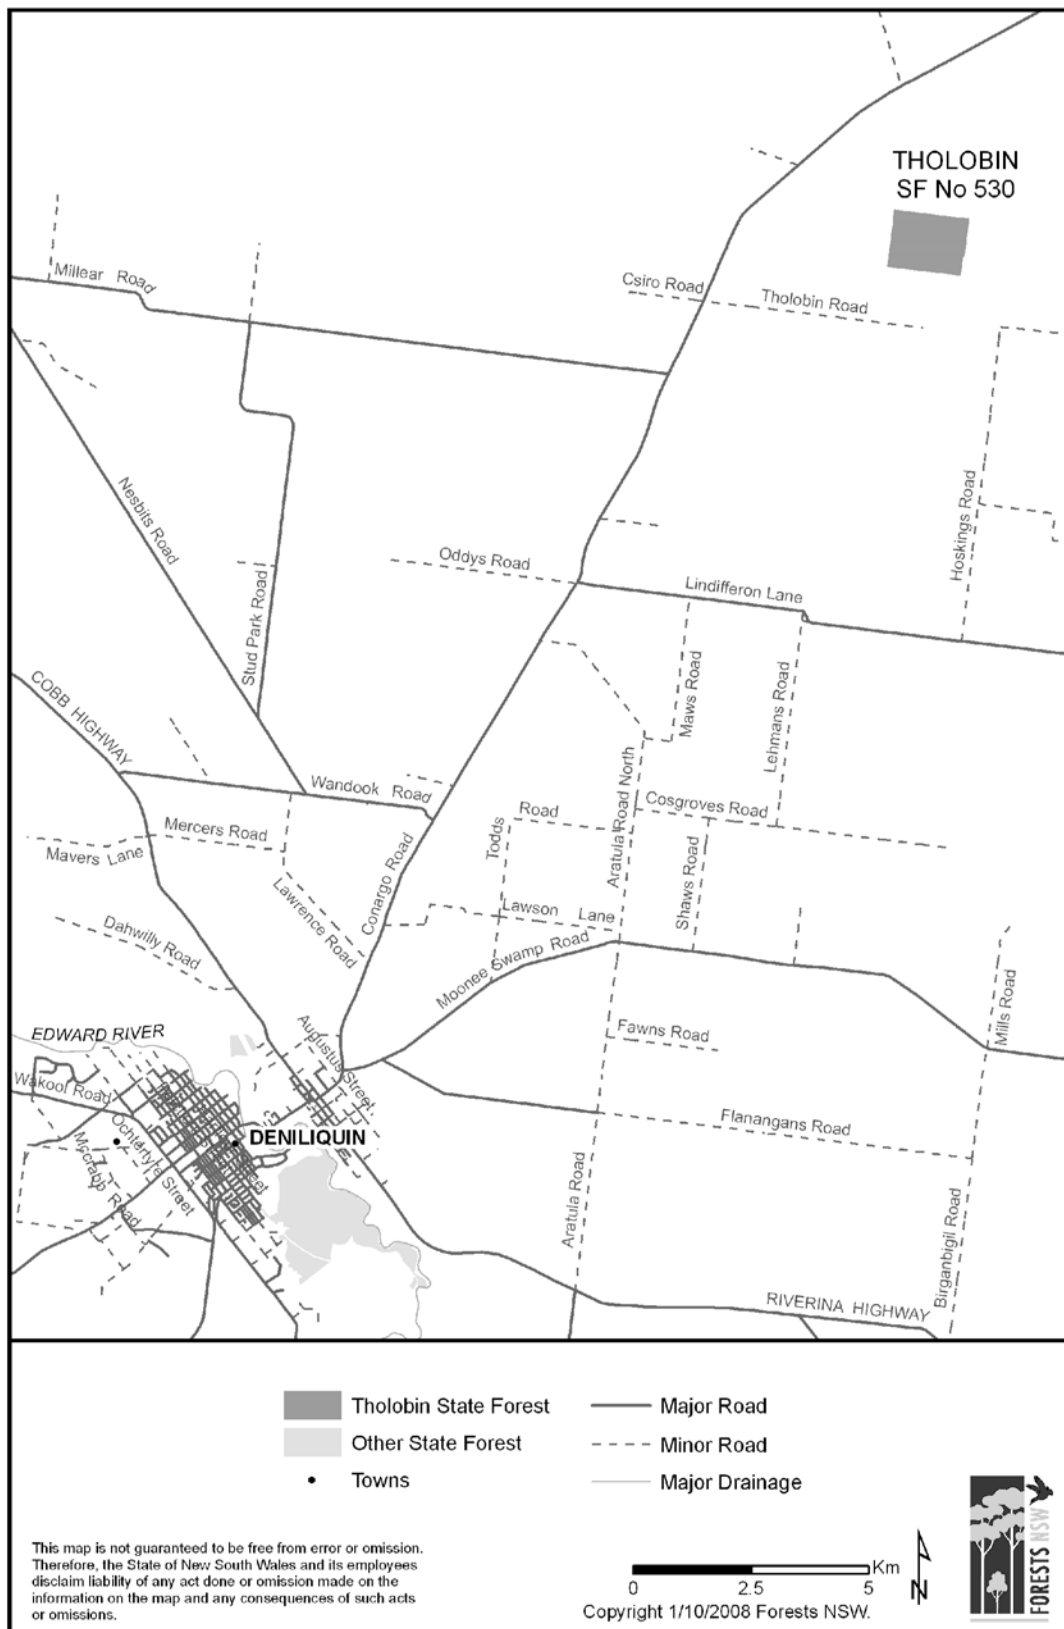 THOLOBIN
SF No 530
Millear Road
Csiro Road
Tholobin Road
Nesbits Road
Stud Park Road
Oddys Road
Lindifferon Lane
Hoskings Road
COBB HIGHWAY
Maws Road
Lehmans Road
Wandook Road
Mercers Road
Mavers Lane
Lawrence Road
Conargo Road
Todds
Road
Aratula Road North
Cosgroves Road
Shaws Road
Lawson Lane
Dahwilly Road
Moonee Swamp Road
Mills Road
EDWARD RIVER
Augustus Street
Fawns Road
Wakool Road
Flanangans Road
Ochtertyre Street
DENILIQUIN
Street
Mccrabb Road
Aratula Road
Birganbigil Road
RIVERINA HIGHWAY
Tholobin State Forest
Major Road
Other State Forest
Minor Road
Towns
Major Drainage
This map is not guaranteed to be free from error or omission.
Therefore, the State of New South Wales and its employees
disclaim liability of any act done or omission made on the
information on the map and any consequences of such acts
or omissions.
Km
0 2.5 5
N
Copyright 1/10/2008 Forests NSW.
FORESTS NSW